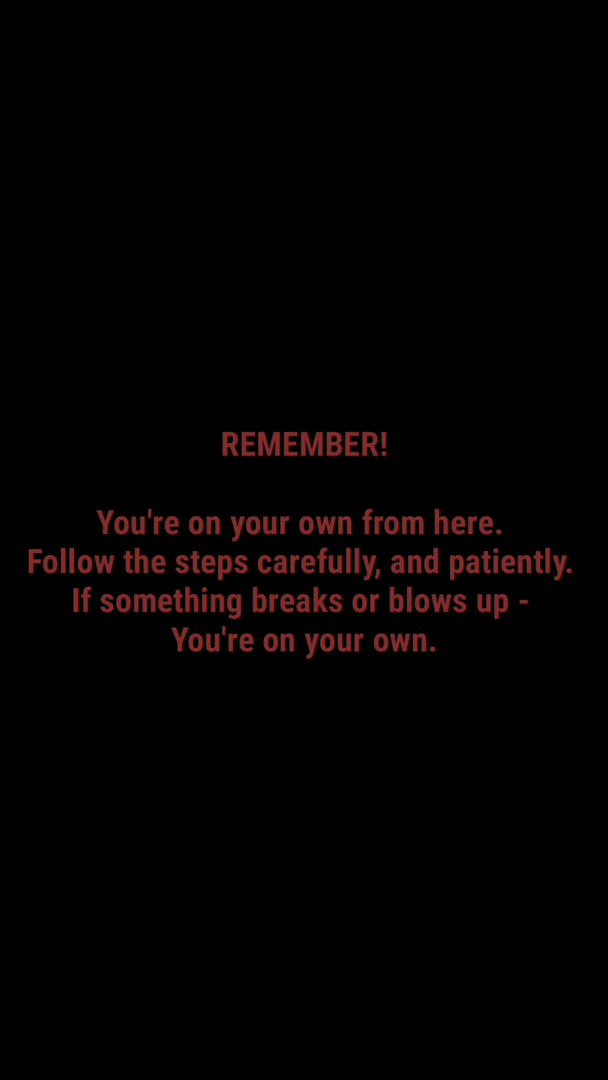 REMEMBER!
You're on your own from here.
Follow the steps carefully, and patiently.
If something breaks or blows up -
You're on your own.